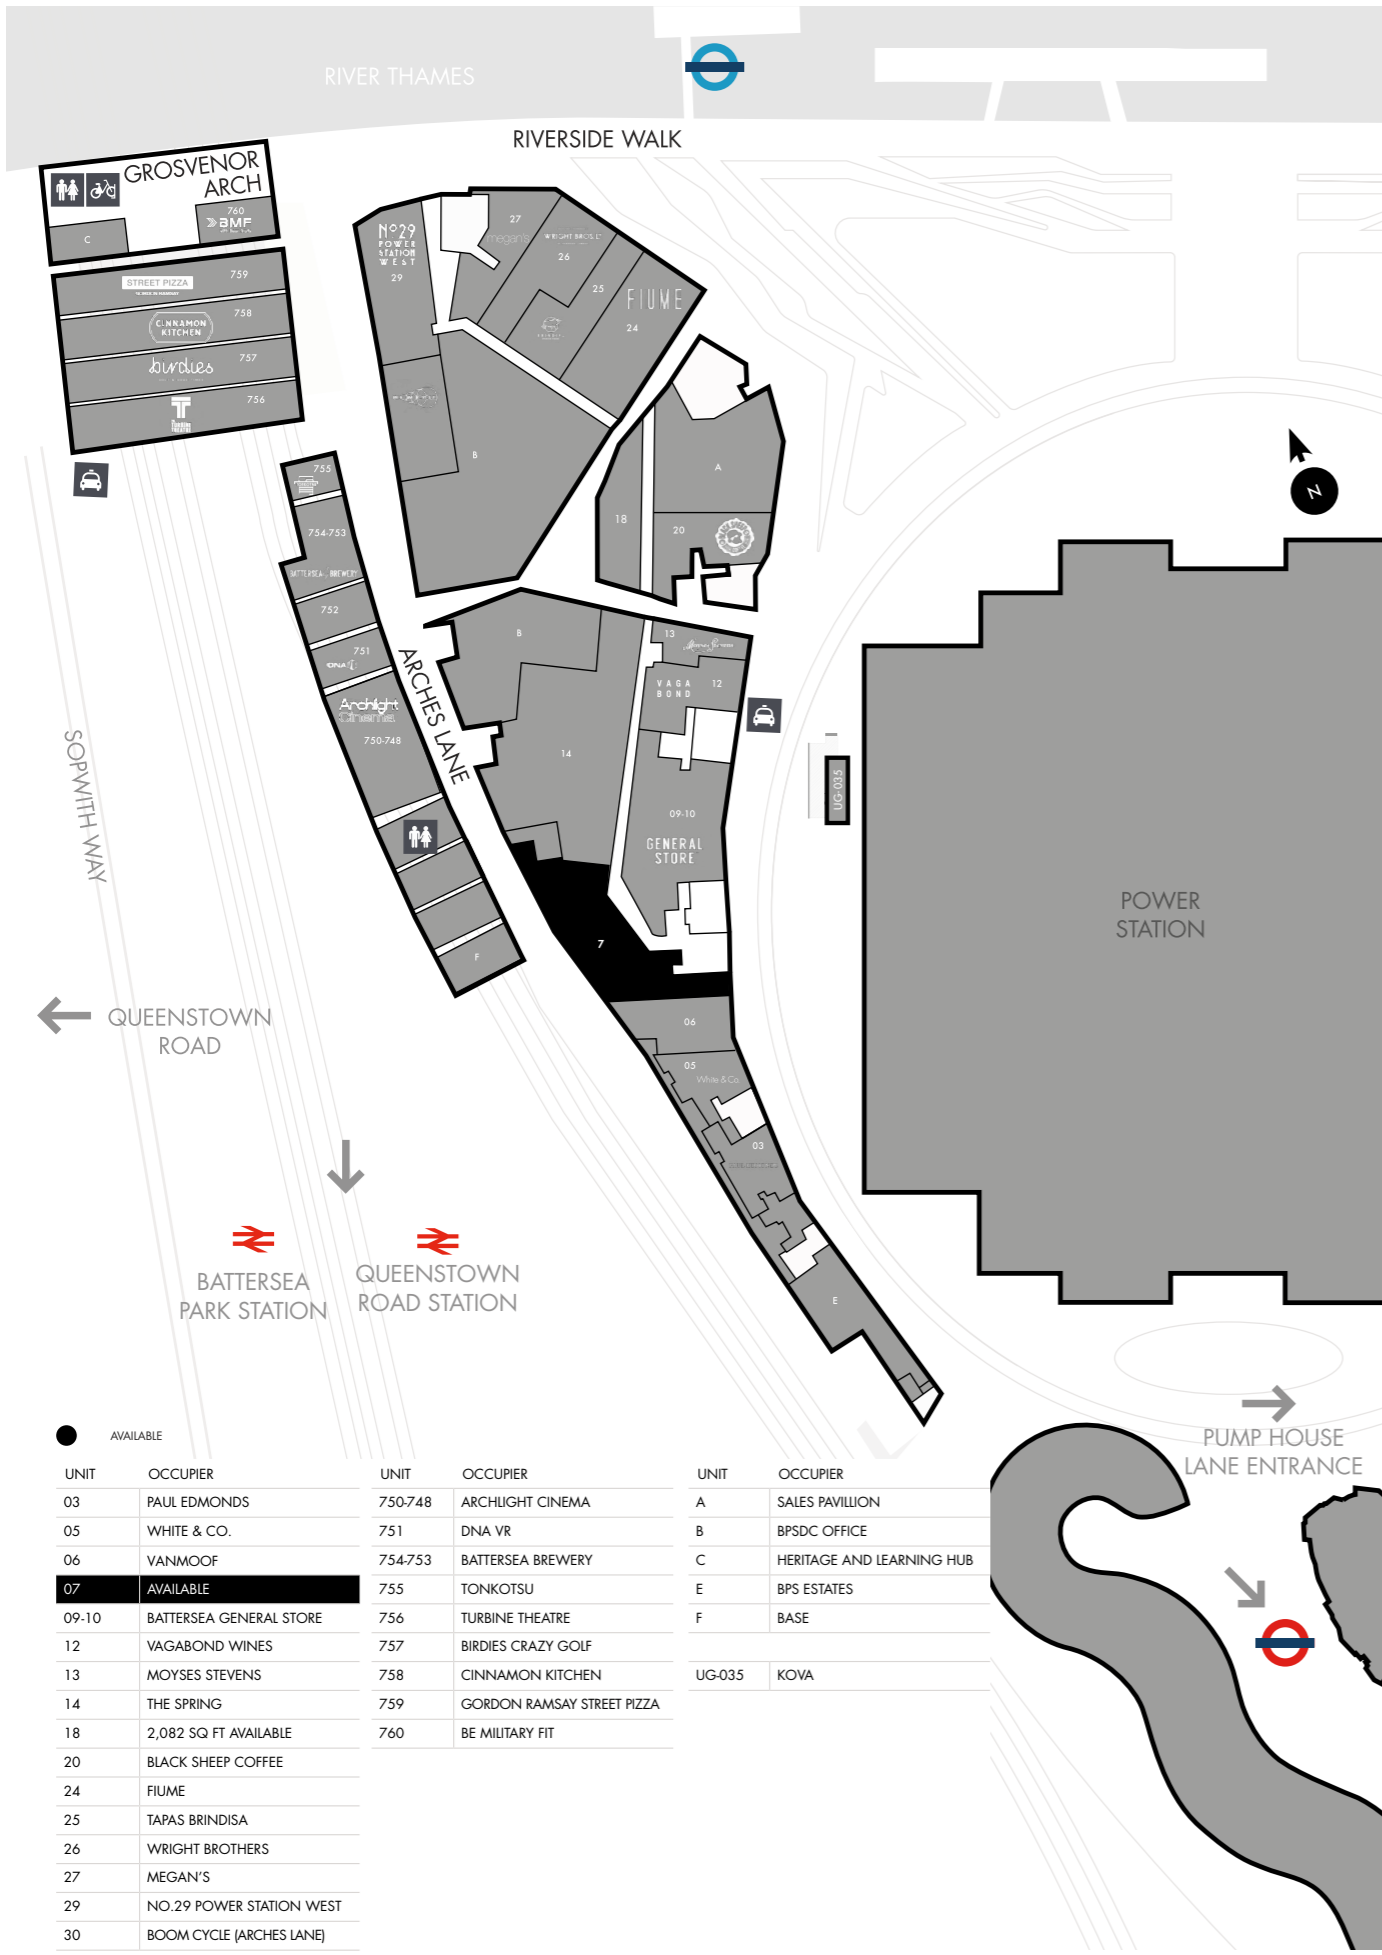 RIVER THAMES
RIVERSIDE WALK
GROSVENOR
ARCH
760
BMF
C
STREET PIZZA
759
CINNAMON
KITCHEN
758
birdies
757
756
Nº29
POWER
STATION
WEST
29
27
megan's
WRIGHT BROS
26
25
FIUME
24
B
A
18
20
N
755
754-753
BATTERSEA BREWERY
752
751
DNA
Archlight
Cinema
750-748
ARCHES LANE
F
SOPWITH WAY
B
14
13
VAGA
BOND
12
09-10
GENERAL
STORE
7
06
05
White & Co
03
E
UG-035
POWER
STATION
QUEENSTOWN
ROAD
BATTERSEA
PARK STATION
QUEENSTOWN
ROAD STATION
PUMP HOUSE
LANE ENTRANCE
AVAILABLE
UNIT OCCUPIER
03 PAUL EDMONDS
05 WHITE & CO.
06 VANMOOF
07 AVAILABLE
09-10 BATTERSEA GENERAL STORE
12 VAGABOND WINES
13 MOYSES STEVENS
14 THE SPRING
18 2,082 SQ FT AVAILABLE
20 BLACK SHEEP COFFEE
24 FIUME
25 TAPAS BRINDISA
26 WRIGHT BROTHERS
27 MEGAN'S
29 NO.29 POWER STATION WEST
30 BOOM CYCLE (ARCHES LANE)
UNIT OCCUPIER
750-748 ARCHLIGHT CINEMA
751 DNA VR
754-753 BATTERSEA BREWERY
755 TONKOTSU
756 TURBINE THEATRE
757 BIRDIES CRAZY GOLF
758 CINNAMON KITCHEN
759 GORDON RAMSAY STREET PIZZA
760 BE MILITARY FIT
UNIT OCCUPIER
A SALES PAVILLION
B BPSDC OFFICE
C HERITAGE AND LEARNING HUB
E BPS ESTATES
F BASE
UG-035 KOVA